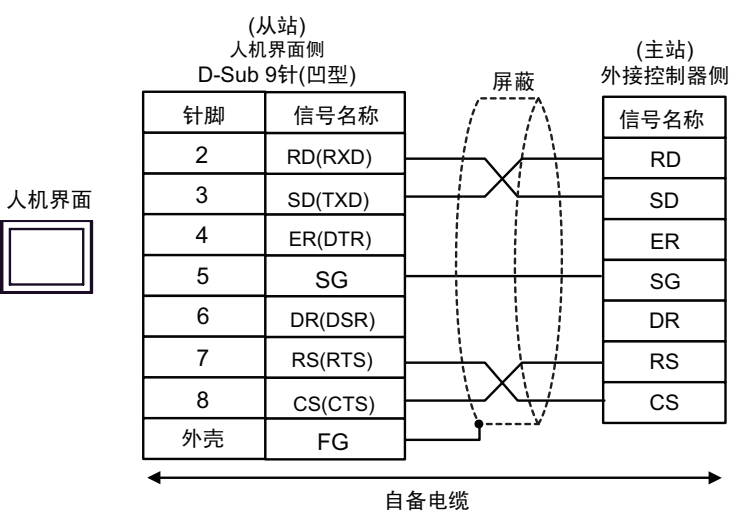 (从站)
人机界面侧
D-Sub 9针(凹型)
屏蔽
(主站)
外接控制器侧
针脚 信号名称 信号名称
2 RD(RXD) RD
人机界面
3 SD(TXD) SD
4 ER(DTR) ER
5 SG SG
6 DR(DSR) DR
7 RS(RTS) RS
8 CS(CTS) CS
外壳 FG
自备电缆